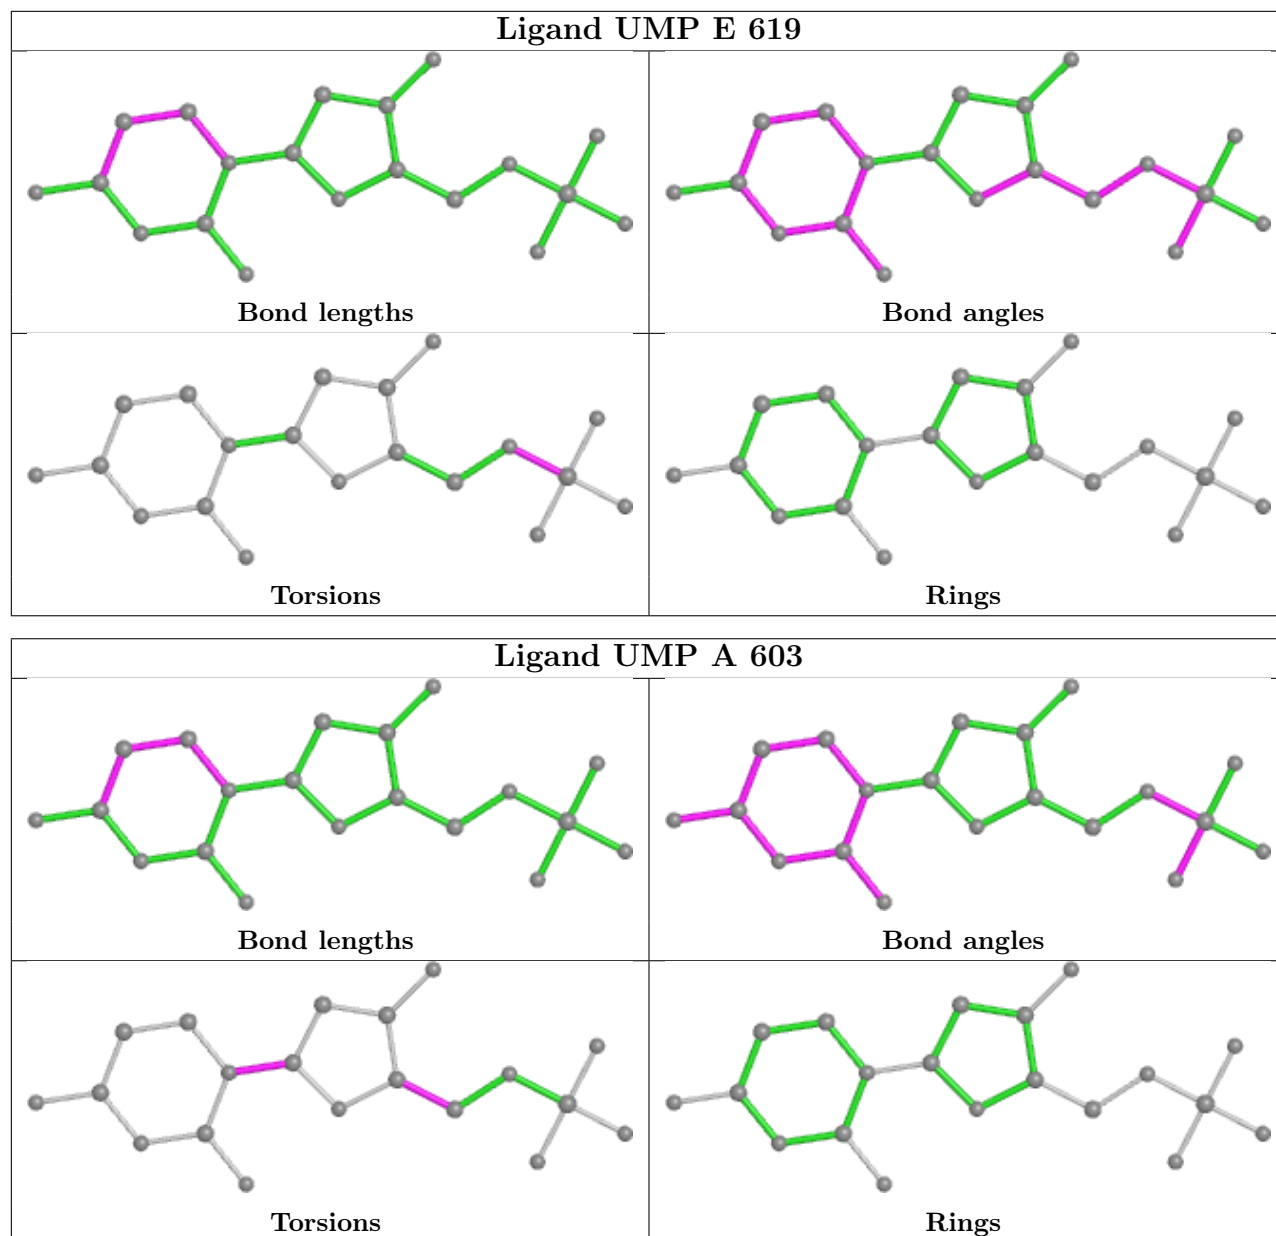 Ligand UMP E 619
Bond lengths
Bond angles
Torsions
Rings
Ligand UMP A 603
Bond lengths
Bond angles
Torsions
Rings